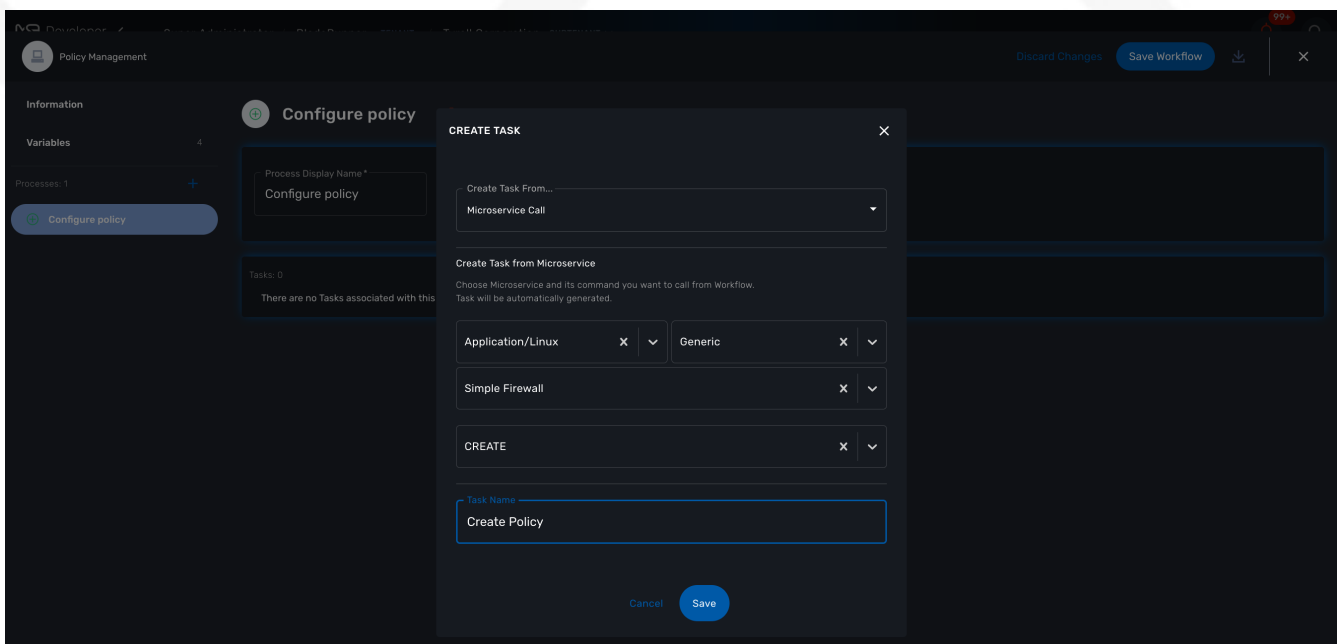 99+
Developer
Policy Management
Discard Changes
Save Workflow
Information
Configure policy
CREATE TASK
Variables
4
Process Display Name*
Configure policy
Create Task From...
Microservice Call
Processes: 1
+
Configure policy
Create Task from Microservice
Choose Microservice and its command you want to call from Workflow.
Task will be automatically generated.
Tasks: 0
There are no Tasks associated with this
Application/Linux
Generic
Simple Firewall
CREATE
Task Name
Create Policy
Cancel
Save